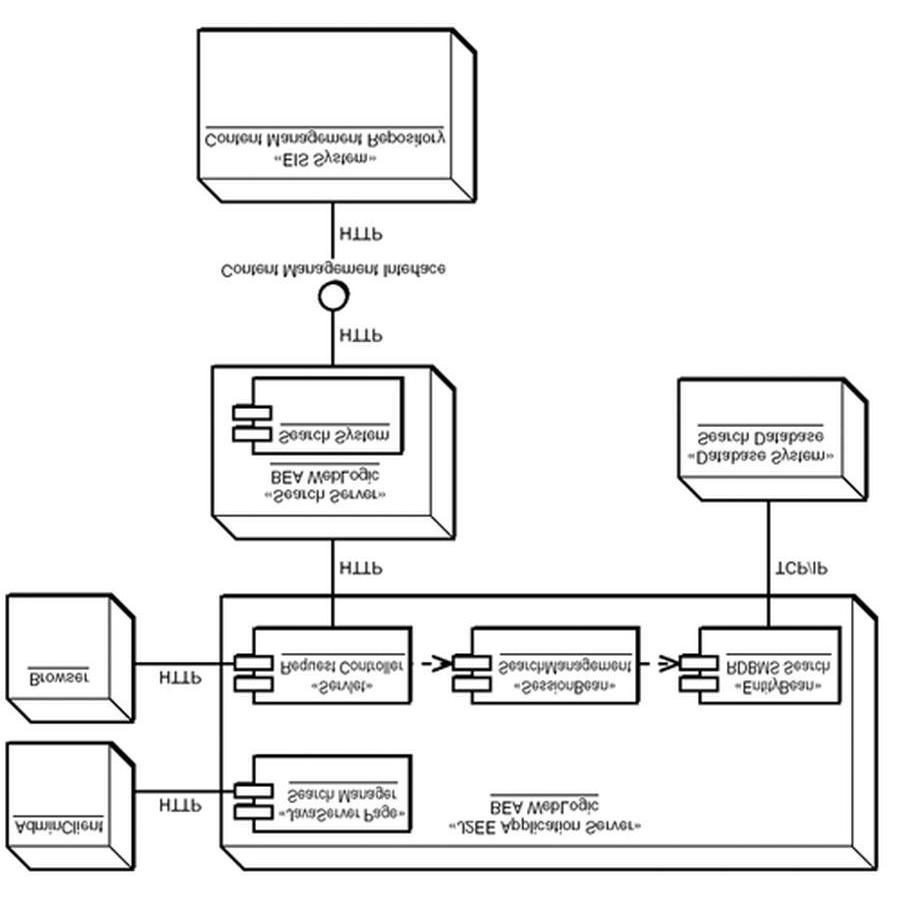 «J2EE Application Server»
BEA WebLogic
AdminClient
HTTP
«JavaServer Page»
Search Manager
Browser
HTTP
«Servlet»
Request Controller
«SessionBean»
SearchManagement
«EntityBean»
RDBMS Search
HTTP
TCP/IP
«Search Server»
BEA WebLogic
Search System
«Database System»
Search Database
HTTP
Content Management Interface
HTTP
«EIS System»
Content Management Repository